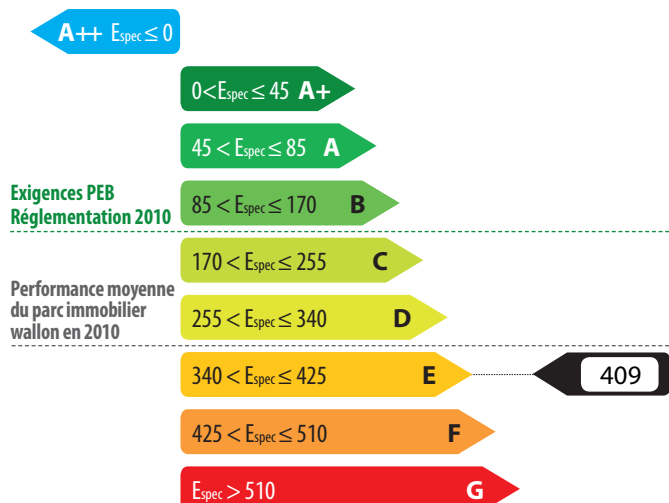 A++ Espec ≤ 0
0<Espec ≤ 45 A+
45 < Espec ≤ 85 A
Exigences PEB
Réglementation 2010
85 < Espec ≤ 170 B
170 < Espec ≤ 255 C
Performance moyenne
du parc immobilier
wallon en 2010
255 < Espec ≤ 340 D
340 < Espec ≤ 425 E
409
425 < Espec ≤ 510 F
Espec > 510 G